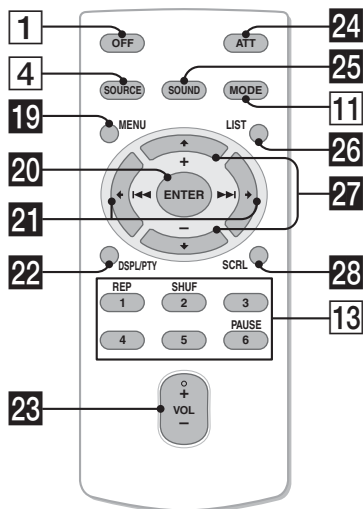 1 OFF ATT 24
4 SOURCE SOUND MODE 25
11
19 MENU LIST 26
+
20 ENTER 27
21
−
22 DSPL/PTY SCRL 28
REP SHUF
1 2 3 13
PAUSE
4 5 6
+
23 VOL
−